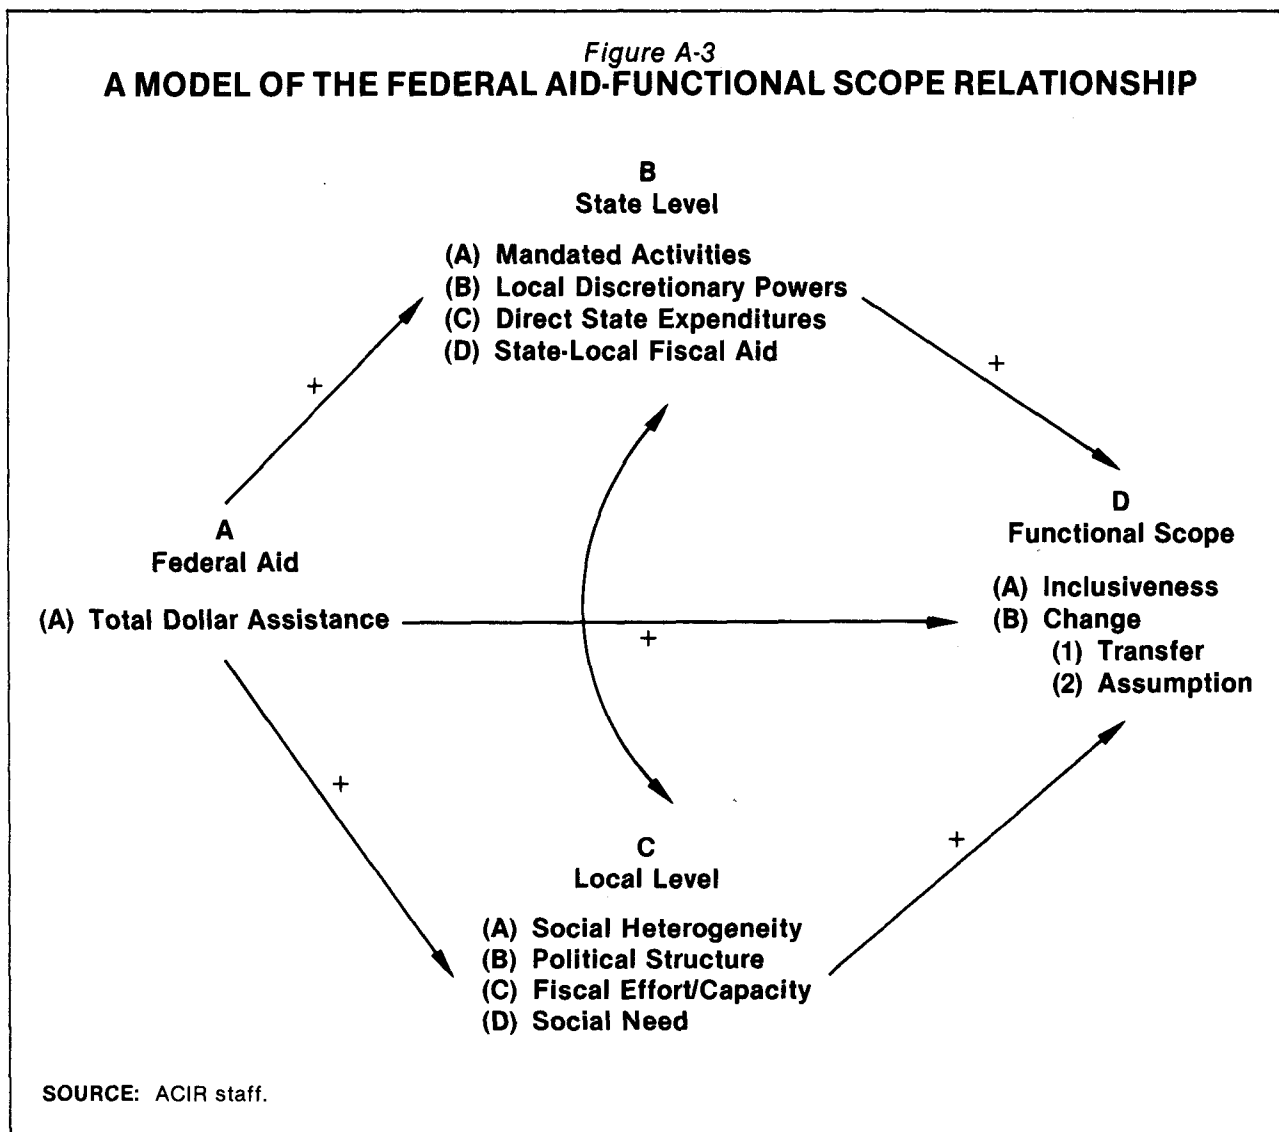 Figure A-3
A MODEL OF THE FEDERAL AID-FUNCTIONAL SCOPE RELATIONSHIP
B
State Level
(A) Mandated Activities
(B) Local Discretionary Powers
(C) Direct State Expenditures
(D) State-Local Fiscal Aid
+
+
A
Federal Aid
(A) Total Dollar Assistance
+
D
Functional Scope
(A) Inclusiveness
(B) Change
(1) Transfer
(2) Assumption
+
+
C
Local Level
(A) Social Heterogeneity
(B) Political Structure
(C) Fiscal Effort/Capacity
(D) Social Need
SOURCE: ACIR staff.